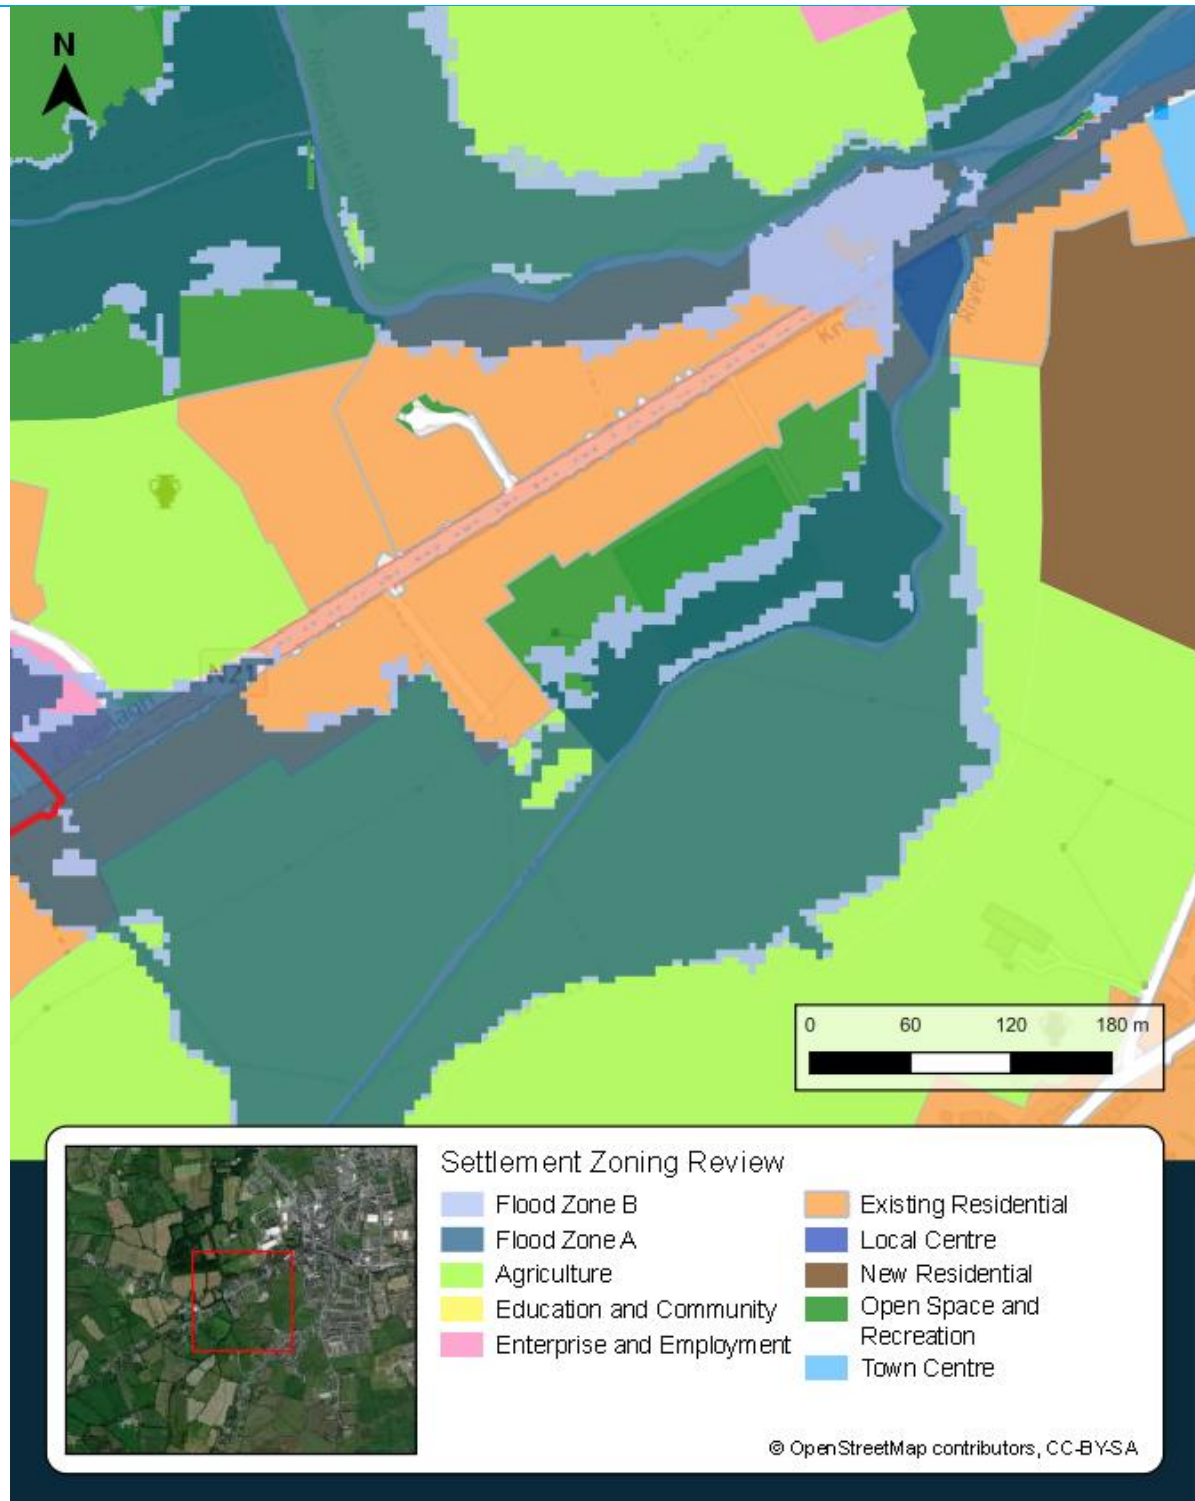 N
N21
0 60 120 180 m
Settlement Zoning Review
Flood Zone B
Flood Zone A
Agriculture
Education and Community
Enterprise and Employment
Existing Residential
Local Centre
New Residential
Open Space and
Recreation
Town Centre
© OpenStreetMap contributors, CC-BY-SA